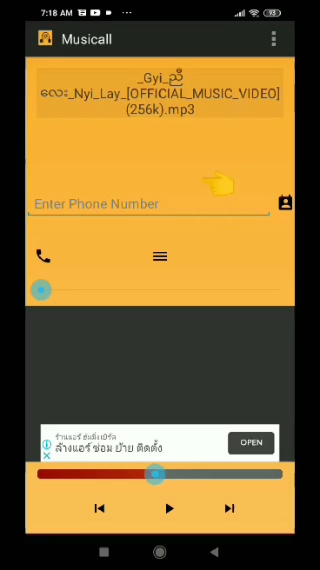 7:18 AM
93
Musicall
_Gyi_ညီ
လေး_Nyi_Lay_[OFFICIAL_MUSIC_VIDEO]
(256k).mp3
Enter Phone Number
ล้างแอร์ ซ่อม ย้าย ติดตั้ง
OPEN